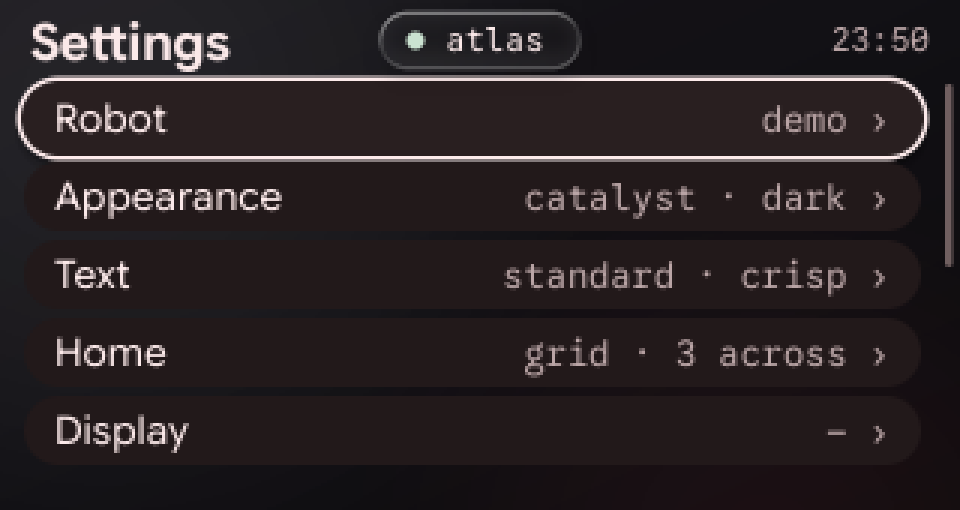 Settings atlas 23:50
Robot demo ›
Appearance catalyst · dark ›
Text standard · crisp ›
Home grid · 3 across ›
Display – ›